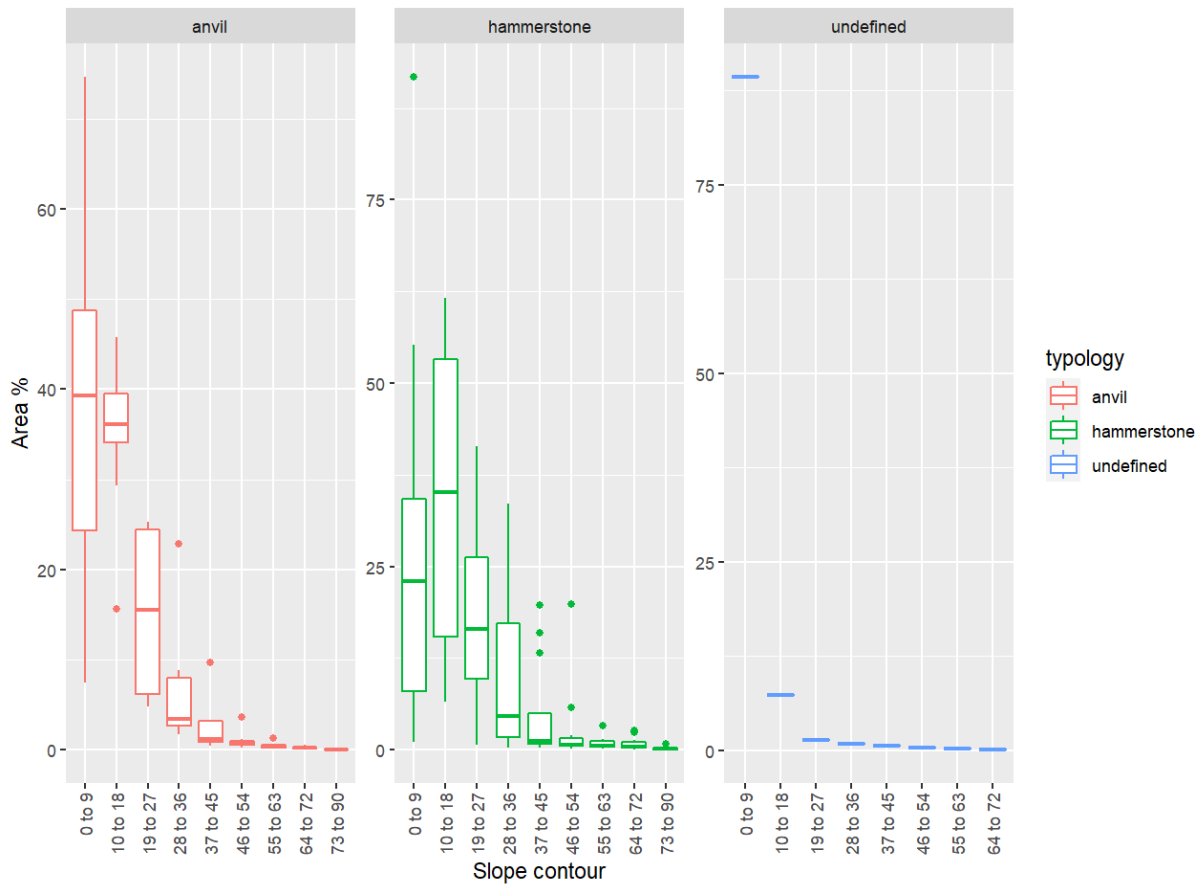 anvil
hammerstone
undefined
Area %
60
40
20
0
75
50
25
0
75
50
25
0
0 to 9
10 to 18
19 to 27
28 to 36
37 to 45
46 to 54
55 to 63
64 to 72
73 to 90
0 to 9
10 to 18
19 to 27
28 to 36
37 to 45
46 to 54
55 to 63
64 to 72
73 to 90
0 to 9
10 to 18
19 to 27
28 to 36
37 to 45
46 to 54
55 to 63
64 to 72
Slope contour
typology
anvil
hammerstone
undefined